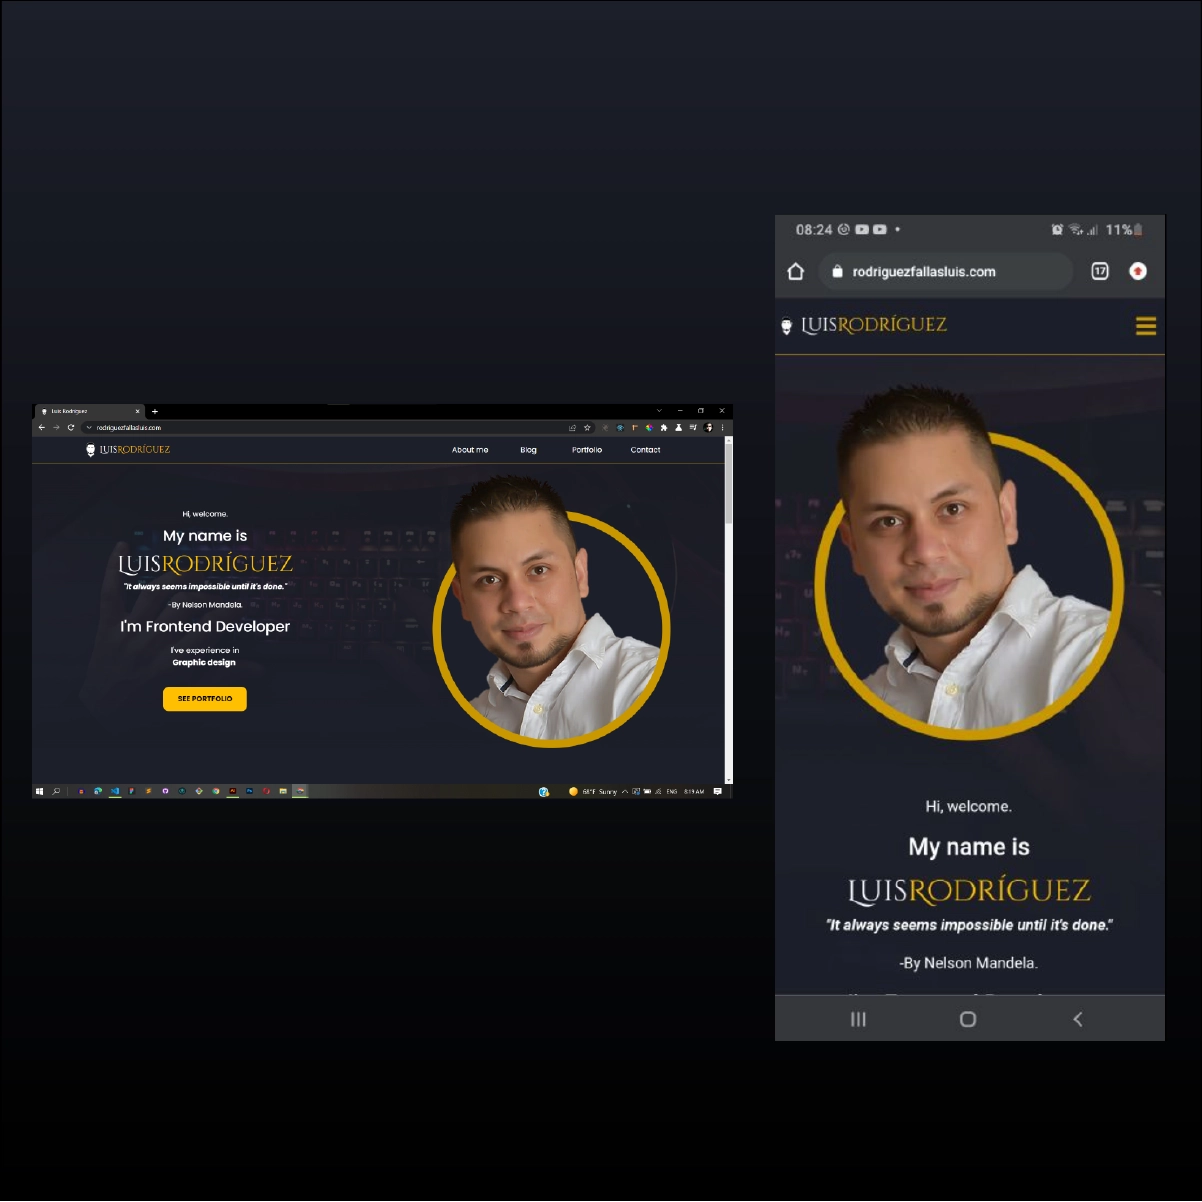 Luis Rodriguez
rodriguezfallasluis.com
LUISRODRÍGUEZ
About me Blog Portfolio Contact
Hi, welcome.
My name is
LUISRODRÍGUEZ
"It always seems impossible until it's done."
-By Nelson Mandela.
I'm Frontend Developer
I've experience in
Graphic design
SEE PORTFOLIO
68°F Sunny ENG 8:19 AM
08:24 11%
rodriguezfallasluis.com 17
LUISRODRÍGUEZ
Hi, welcome.
My name is
LUISRODRÍGUEZ
"It always seems impossible until it's done."
-By Nelson Mandela.